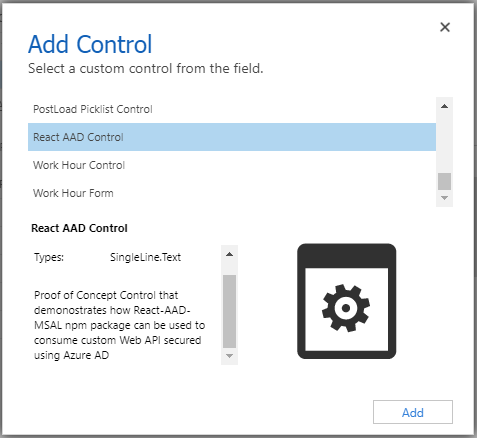 Add Control
Select a custom control from the field.
PostLoad Picklist Control
React AAD Control
Work Hour Control
Work Hour Form
React AAD Control
Types: SingleLine.Text
Proof of Concept Control that
demonostrates how React-AAD-
MSAL npm package can be used to
consume custom Web API secured
using Azure AD
Add